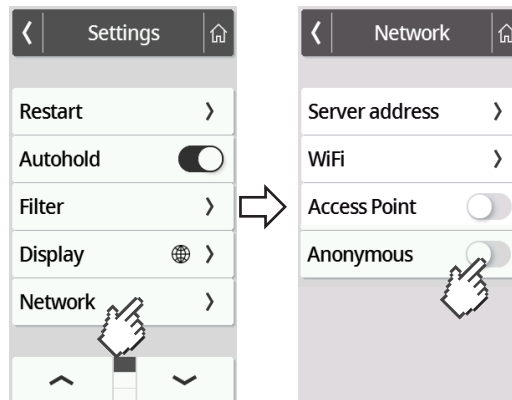 Settings
Restart
Autohold
Filter
Display
Network
Network
Server address
WiFi
Access Point
Anonymous